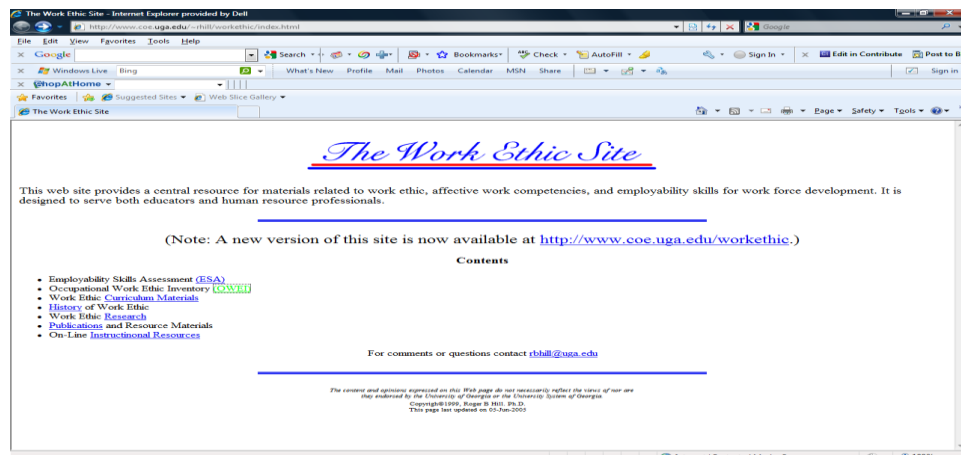 The Work Ethic Site - Internet Explorer provided by Dell
http://www.coe.uga.edu/~rhill/workethic/index.html
Google
File Edit View Favorites Tools Help
Google Search Bookmarks Check AutoFill Sign In Edit in Contribute Post to B
Windows Live Bing What's New Profile Mail Photos Calendar MSN Share Sign in
ShopAtHome
Favorites Suggested Sites Web Slice Gallery
The Work Ethic Site Page Safety Tools
The Work Ethic Site
This web site provides a central resource for materials related to work ethic, affective work competencies, and employability skills for work force development. It is
designed to serve both educators and human resource professionals.
(Note: A new version of this site is now available at http://www.coe.uga.edu/workethic.)
Contents
Employability Skills Assessment (ESA)
Occupational Work Ethic Inventory (OWEI)
Work Ethic Curriculum Materials
History of Work Ethic
Work Ethic Research
Publications and Resource Materials
On-Line Instructinonal Resources
For comments or questions contact rbhill@uga.edu
The content and opinions expressed on this Web page do not necessarily reflect the views of nor are
they endorsed by the University of Georgia or the University System of Georgia.
Copyright©1999, Roger B Hill. Ph.D.
This page last updated on 05-Jun-2005